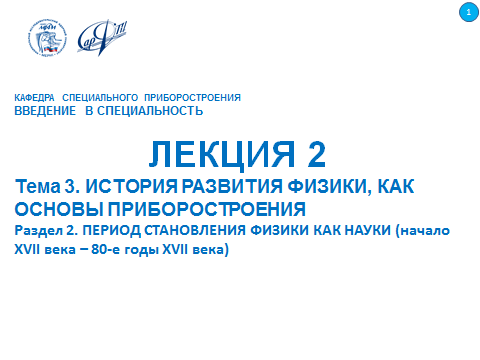 1
КАФЕДРА СПЕЦИАЛЬНОГО ПРИБОРОСТРОЕНИЯ
ВВЕДЕНИЕ В СПЕЦИАЛЬНОСТЬ
ЛЕКЦИЯ 2
Тема 3. ИСТОРИЯ РАЗВИТИЯ ФИЗИКИ, КАК
ОСНОВЫ ПРИБОРОСТРОЕНИЯ
Раздел 2. ПЕРИОД СТАНОВЛЕНИЯ ФИЗИКИ КАК НАУКИ (начало
XVII века – 80-е годы XVII века)